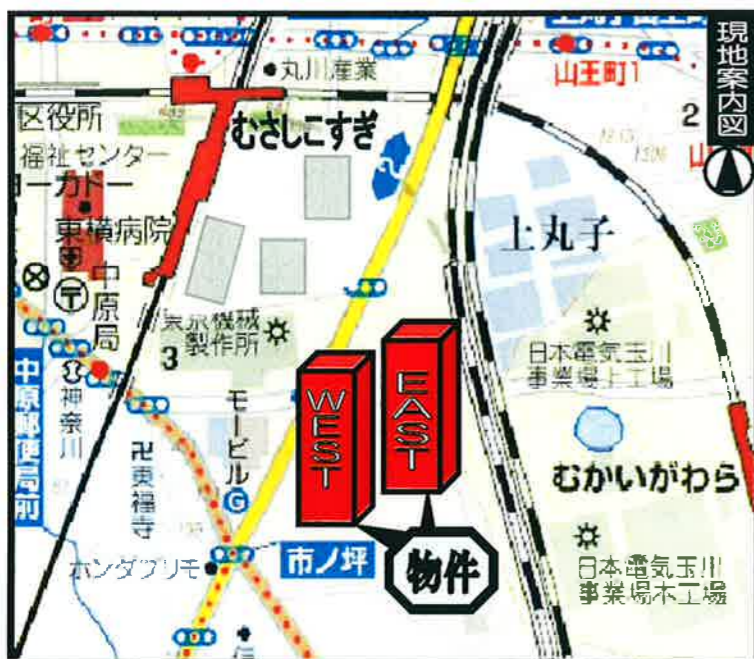 現地案内図
丸川産業
山王町1
2
区役所
福祉センター
むさしこすぎ
ーカドー
東横病院
中原局
上丸子
東京機械
製作所
3
日本電気玉川
事業場上工場
中原郵便局前
神奈川
卍東福寺
モービル
G
WEST
EAST
むかいがわら
市ノ坪
物件
ホンダプリモ
日本電気玉川
事業場本工場